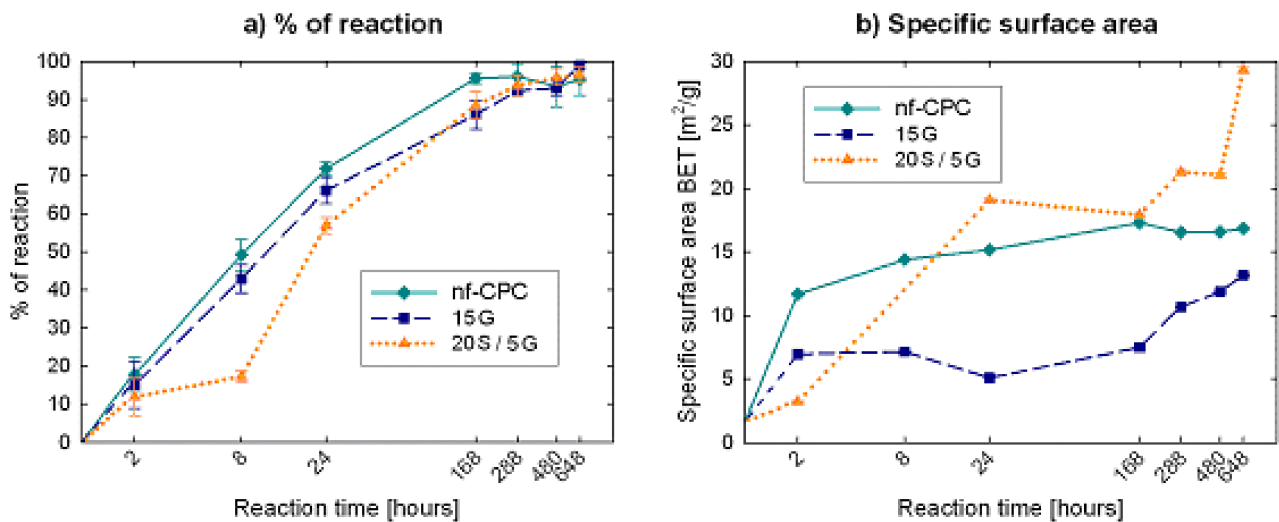 a) % of reaction
100
90
80
70
60
50
40
30
20
10
0
% of reaction
nf-CPC
15G
20S / 5G
2
8
24
168
288
480
648
Reaction time [hours]
b) Specific surface area
30
25
20
15
10
5
0
Specific surface area BET [m²/g]
nf-CPC
15G
20S / 5G
2
8
24
168
288
480
648
Reaction time [hours]